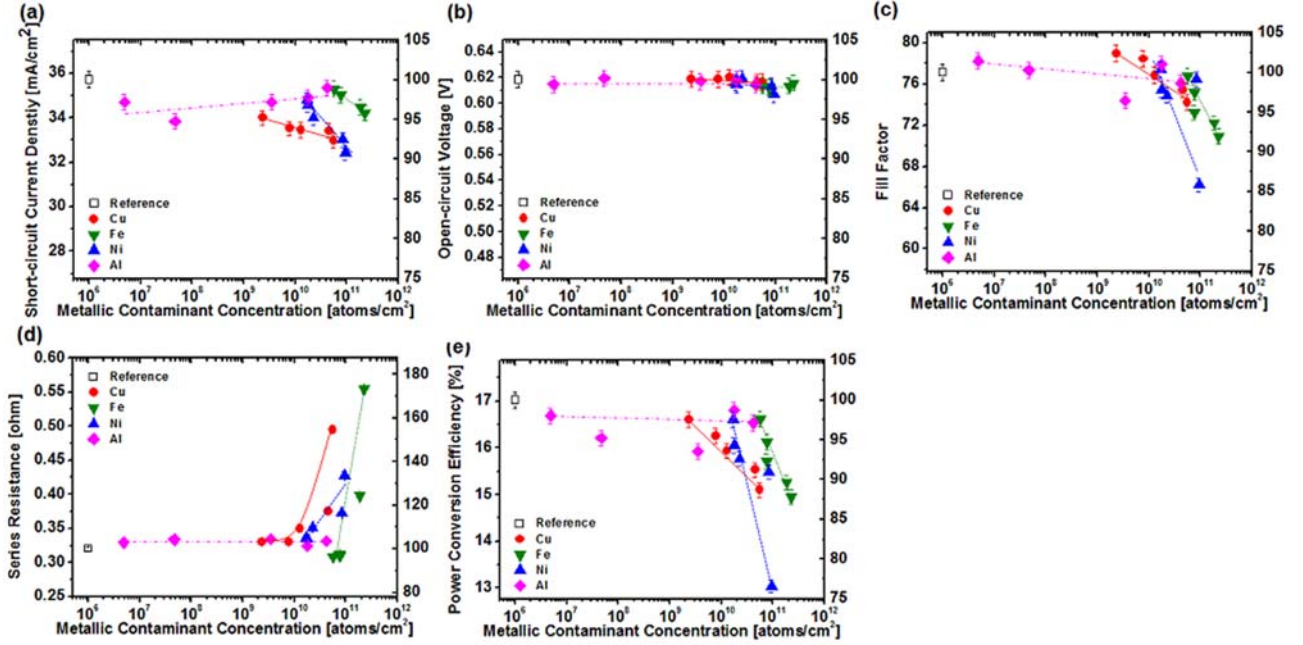 (a)
Short-circuit Current Density [mA/cm²]
36
35
34
33
32
31
30
29
28
105
100
95
90
85
80
75
Reference
Cu
Fe
Ni
Al
10⁶ 10⁷ 10⁸ 10⁹ 10¹⁰ 10¹¹ 10¹²
Metallic Contaminant Concentration [atoms/cm²]
(b)
Open-circuit Voltage [V]
0.64
0.62
0.60
0.58
0.56
0.54
0.52
0.50
0.48
105
100
95
90
85
80
75
Reference
Cu
Fe
Ni
Al
10⁶ 10⁷ 10⁸ 10⁹ 10¹⁰ 10¹¹ 10¹²
Metallic Contaminant Concentration [atoms/cm²]
(c)
Fill Factor
80
76
72
68
64
60
105
100
95
90
85
80
75
Reference
Cu
Fe
Ni
Al
10⁶ 10⁷ 10⁸ 10⁹ 10¹⁰ 10¹¹ 10¹²
Metallic Contaminant Concentration [atoms/cm²]
(d)
Series Resistance [ohm]
0.60
0.55
0.50
0.45
0.40
0.35
0.30
0.25
180
160
140
120
100
80
Reference
Cu
Fe
Ni
Al
10⁶ 10⁷ 10⁸ 10⁹ 10¹⁰ 10¹¹ 10¹²
Metallic Contaminant Concentration [atoms/cm²]
(e)
Power Conversion Efficiency [%]
17
16
15
14
13
105
100
95
90
85
80
75
Reference
Cu
Fe
Ni
Al
10⁶ 10⁷ 10⁸ 10⁹ 10¹⁰ 10¹¹ 10¹²
Metallic Contaminant Concentration [atoms/cm²]